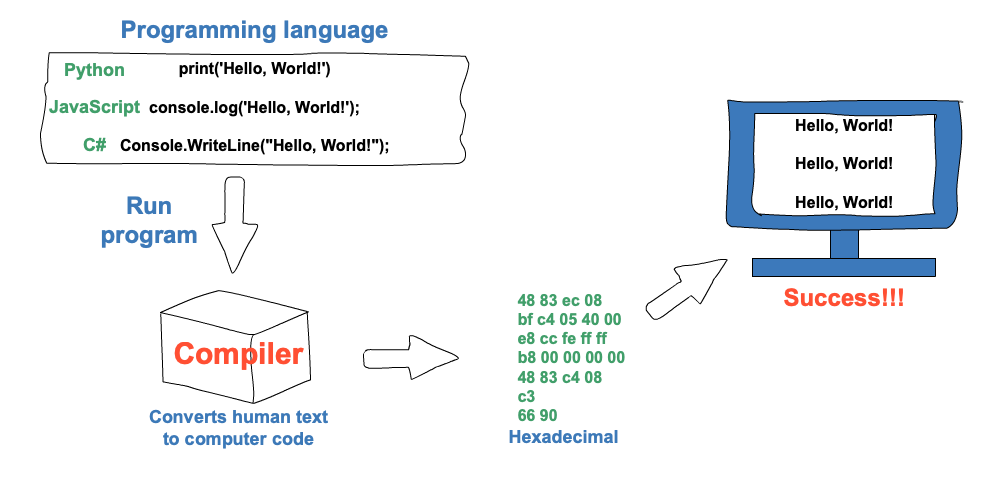 Programming language
Python print('Hello, World!')
JavaScript console.log('Hello, World!');
C# Console.WriteLine("Hello, World!");
Run
program
Compiler
Converts human text
to computer code
48 83 ec 08
bf c4 05 40 00
e8 cc fe ff ff
b8 00 00 00 00
48 83 c4 08
c3
66 90
Hexadecimal
Hello, World!
Hello, World!
Hello, World!
Success!!!